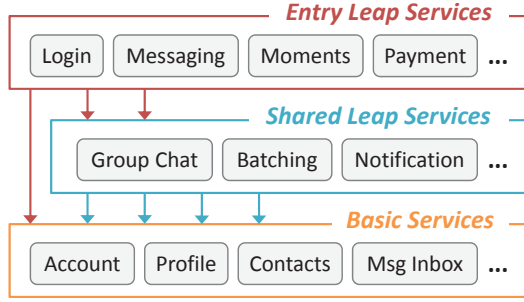 Entry Leap Services
Login Messaging Moments Payment ...
Shared Leap Services
Group Chat Batching Notification ...
Basic Services
Account Profile Contacts Msg Inbox ...